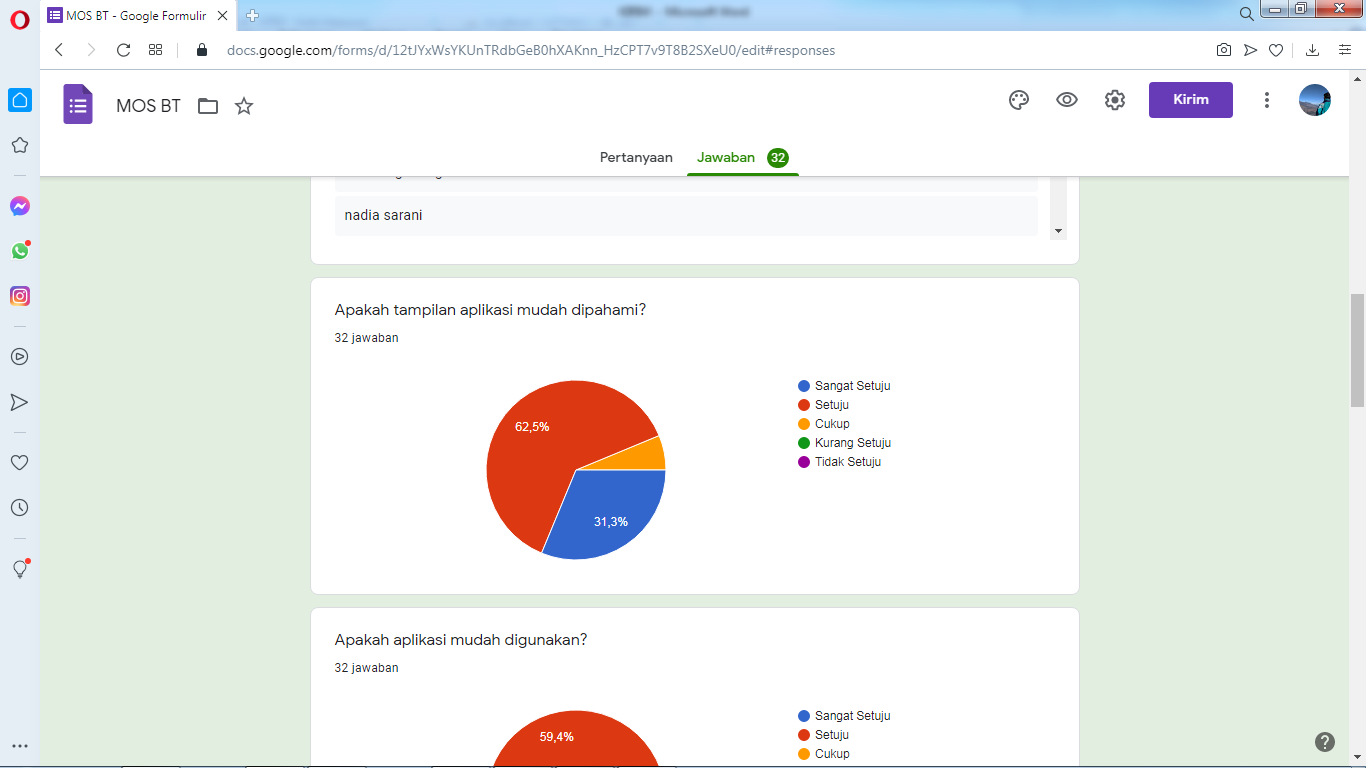 MOS BT - Google Formulir
docs.google.com/forms/d/12tJYxWsYKUnTRdbGeB0hXAKnn_HzCPT7v9T8B2SXeU0/edit#responses
MOS BT
Kirim
Pertanyaan
Jawaban 32
nadia sarani
Apakah tampilan aplikasi mudah dipahami?
32 jawaban
62,5%
31,3%
Sangat Setuju
Setuju
Cukup
Kurang Setuju
Tidak Setuju
Apakah aplikasi mudah digunakan?
32 jawaban
59,4%
Sangat Setuju
Setuju
Cukup